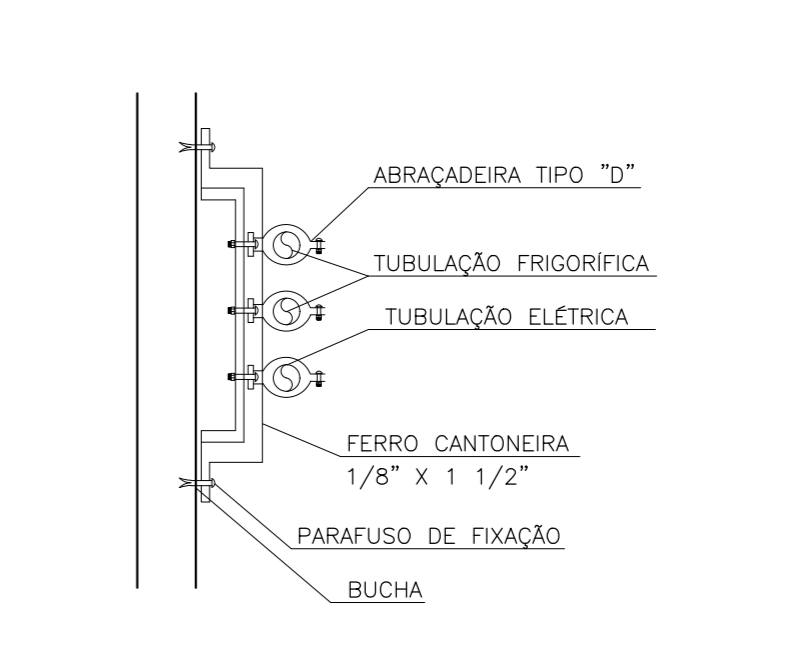 ABRAÇADEIRA TIPO "D"
TUBULAÇÃO FRIGORÍFICA
TUBULAÇÃO ELÉTRICA
FERRO CANTONEIRA
1/8" X 1 1/2"
PARAFUSO DE FIXAÇÃO
BUCHA